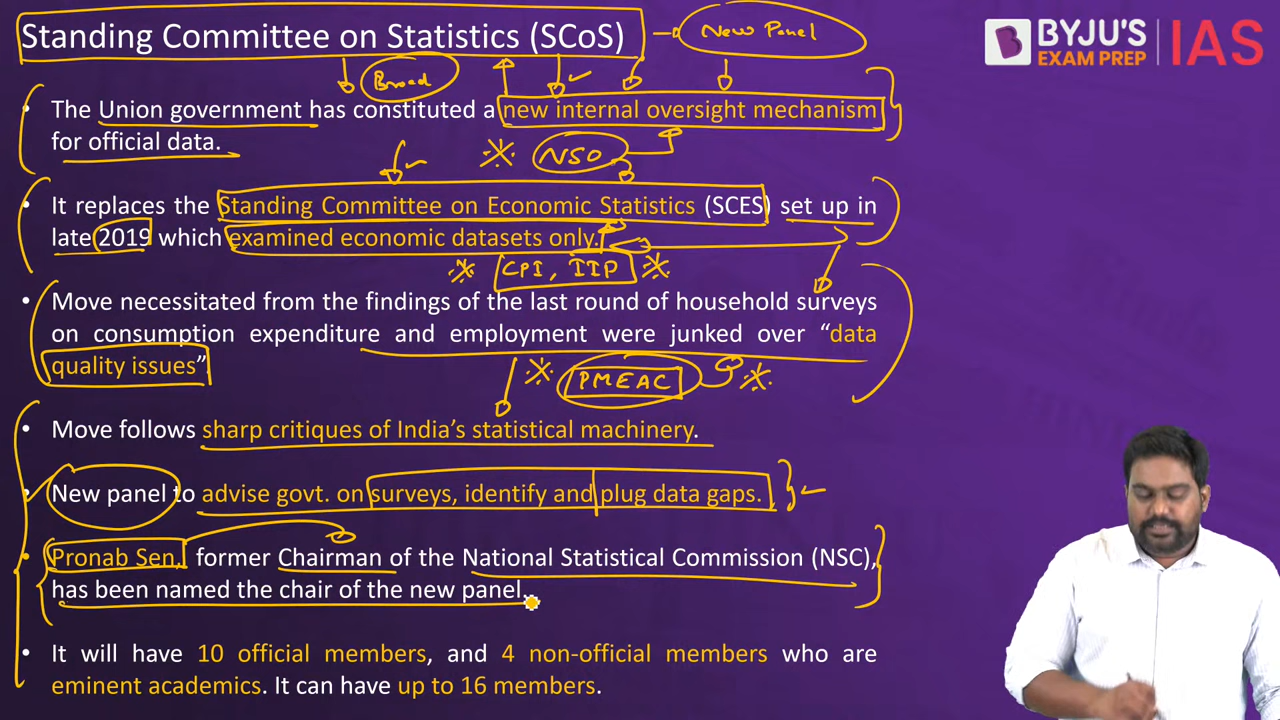 Standing Committee on Statistics (SCoS)
New Panel
BYJU'S
EXAM PREP
IAS
Broad
• The Union government has constituted a new internal oversight mechanism
for official data.
NSO
• It replaces the Standing Committee on Economic Statistics (SCES) set up in
late 2019 which examined economic datasets only.
CPI, IIP
• Move necessitated from the findings of the last round of household surveys
on consumption expenditure and employment were junked over “data
quality issues”.
PMEAC
• Move follows sharp critiques of India’s statistical machinery.
• New panel to advise govt. on surveys, identify and plug data gaps.
• Pronab Sen, former Chairman of the National Statistical Commission (NSC),
has been named the chair of the new panel.
• It will have 10 official members, and 4 non-official members who are
eminent academics. It can have up to 16 members.